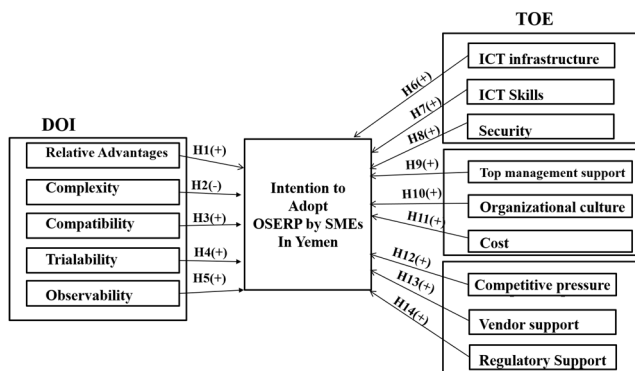 TOE
ICT infrastructure
ICT Skills
Security
H6(+)
H7(+)
H8(+)
DOI
Relative Advantages
Complexity
Compatibility
Trialability
Observability
H1(+)
H2(-)
H3(+)
H4(+)
H5(+)
Intention to
Adopt
OSERP by SMEs
In Yemen
H9(+)
H10(+)
H11(+)
Top management support
Organizational culture
Cost
H12(+)
H13(+)
H14(+)
Competitive pressure
Vendor support
Regulatory Support